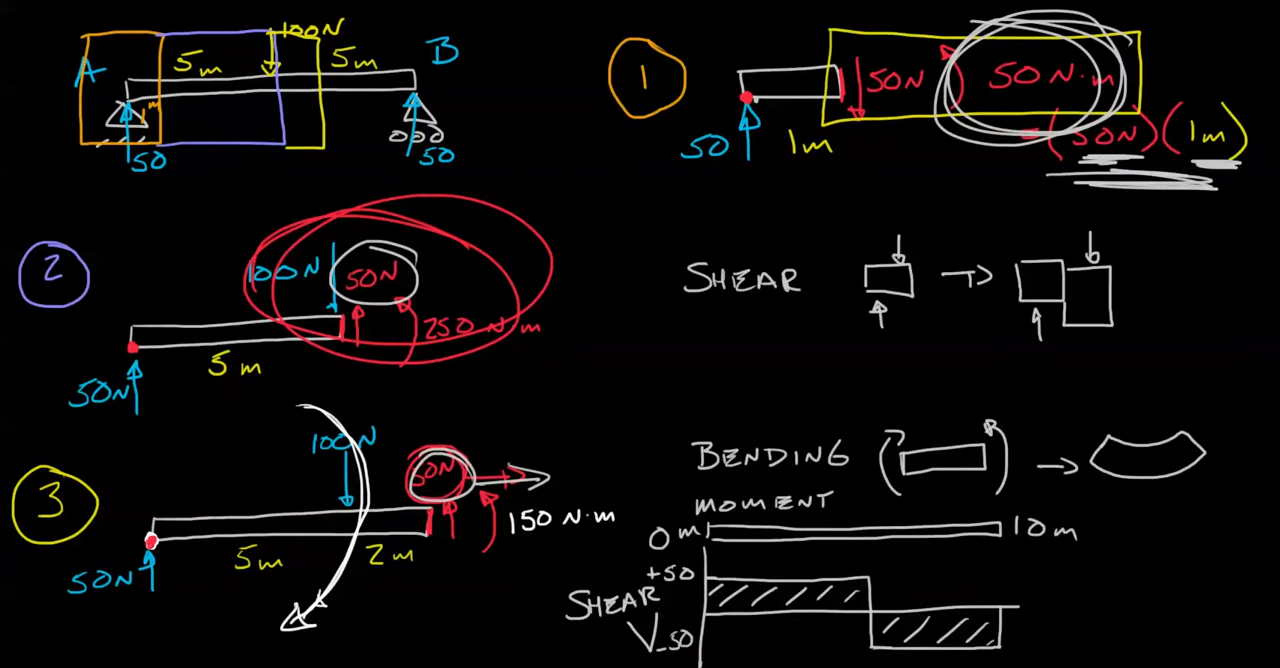 100N
A
5m
5m
B
1m
50
50
1
50N
50 N·m
= (50N)(1m)
50
1m
2
100N
50N
250 N·m
5m
50N
SHEAR
3
100N
50N
150 N·m
5m
2m
50N
BENDING
MOMENT
0m
10m
+50
SHEAR
V
-50